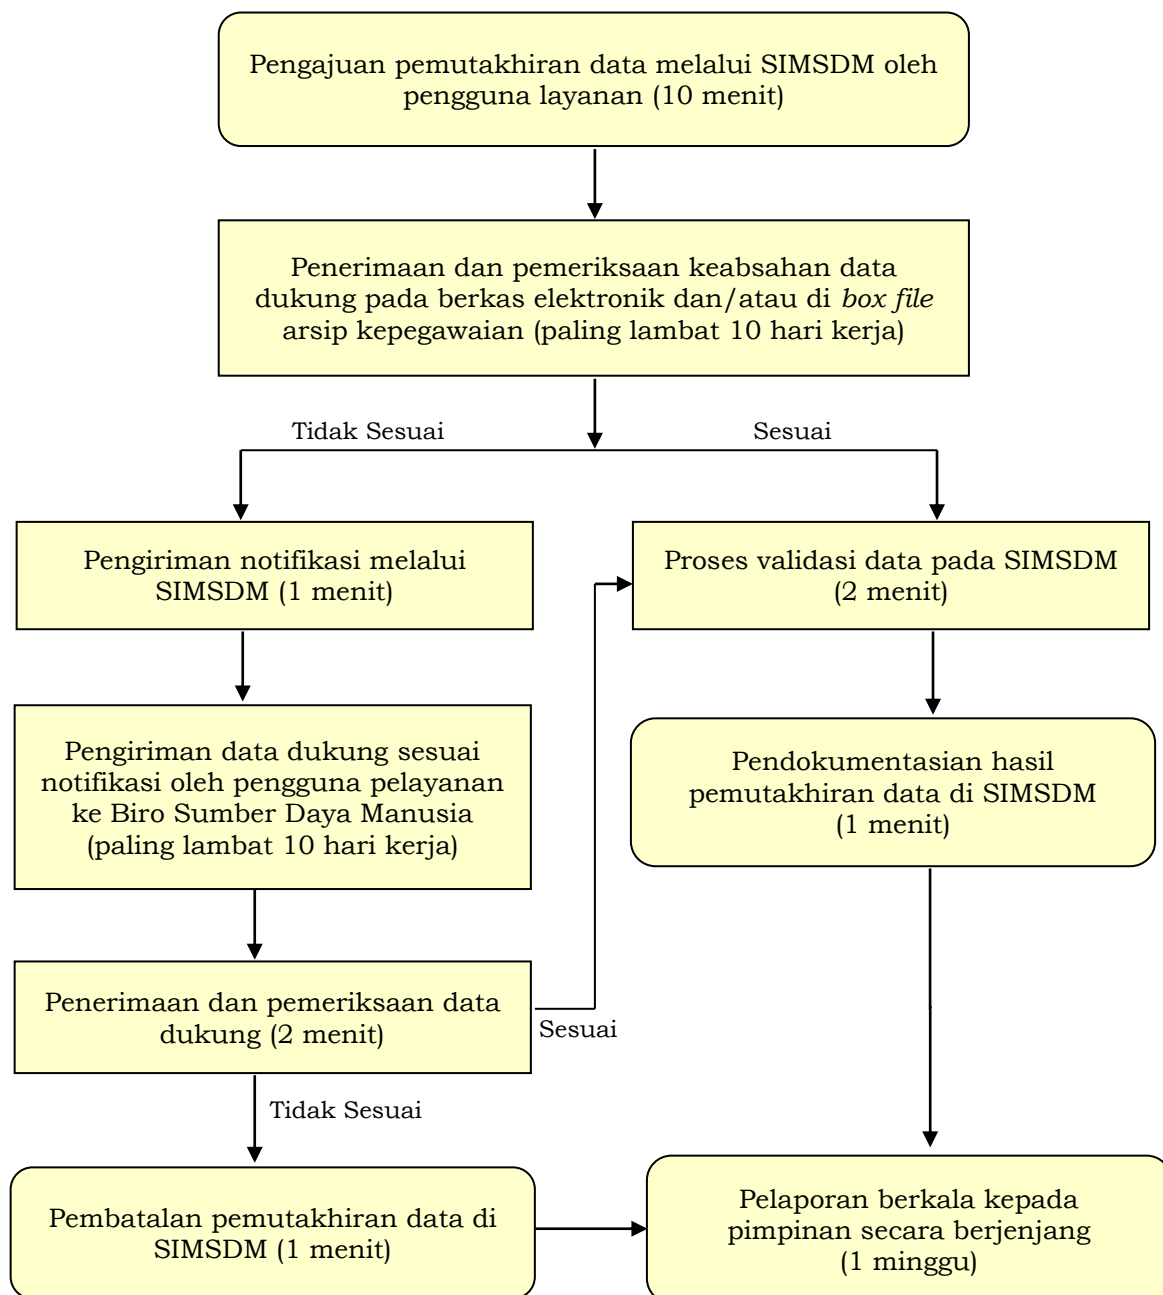 Pengajuan pemutakhiran data melalui SIMSDM oleh
pengguna layanan (10 menit)
Penerimaan dan pemeriksaan keabsahan data
dukung pada berkas elektronik dan/atau di box file
arsip kepegawaian (paling lambat 10 hari kerja)
Tidak Sesuai
Sesuai
Pengiriman notifikasi melalui
SIMSDM (1 menit)
Proses validasi data pada SIMSDM
(2 menit)
Pengiriman data dukung sesuai
notifikasi oleh pengguna pelayanan
ke Biro Sumber Daya Manusia
(paling lambat 10 hari kerja)
Pendokumentasian hasil
pemutakhiran data di SIMSDM
(1 menit)
Penerimaan dan pemeriksaan data
dukung (2 menit)
Sesuai
Tidak Sesuai
Pembatalan pemutakhiran data di
SIMSDM (1 menit)
Pelaporan berkala kepada
pimpinan secara berjenjang
(1 minggu)